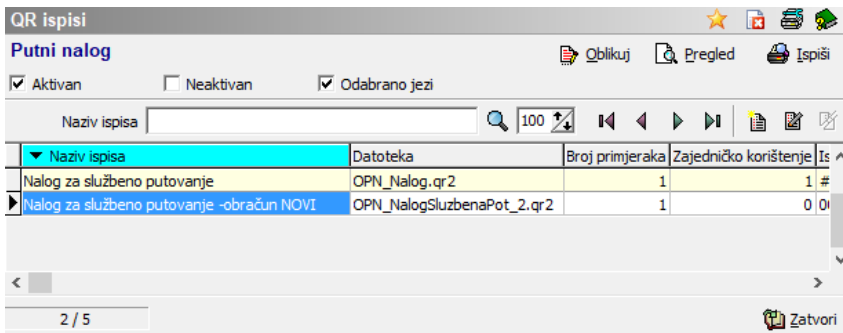 QR ispisi
Putni nalog
Oblikuj Pregled Ispiši
Aktivan Neaktivan Odabrano jezi
Naziv ispisa 100
Naziv ispisa Datoteka Broj primjeraka Zajedničko korištenje Is
Nalog za službeno putovanje OPN_Nalog.qr2 1 1 #
Nalog za službeno putovanje -obračun NOVI OPN_NalogSluzbenaPot_2.qr2 1 0
2 / 5
Zatvori